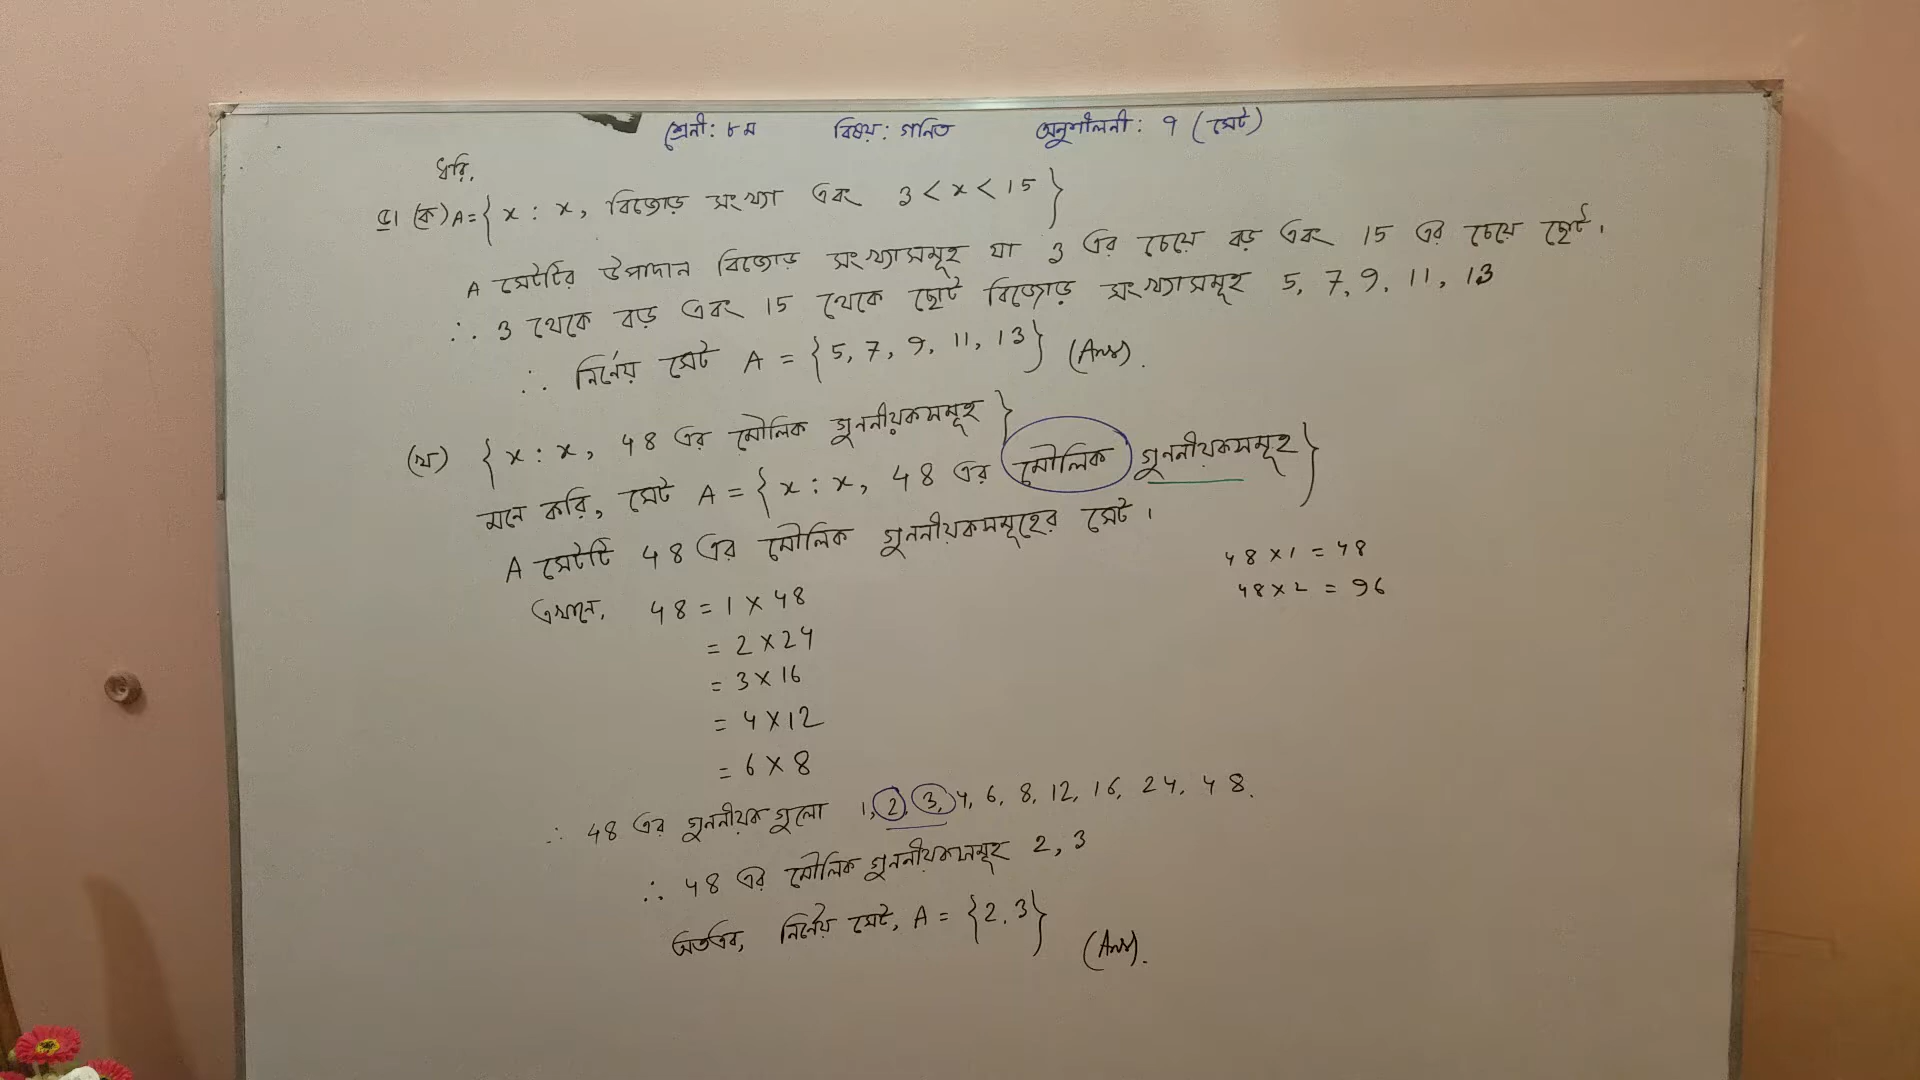 শ্রেনী: ৮ম বিষয়: গনিত অনুশীলনী: ৭ (সেট)
ধরি,
৫। (ক) A = { x : x, বিজোড় সংখ্যা এবং 3 < x < 15 }
A সেটটির উপাদান বিজোড় সংখ্যাসমূহ যা 3 এর চেয়ে বড় এবং 15 এর চেয়ে ছোট।
∴ 3 থেকে বড় এবং 15 থেকে ছোট বিজোড় সংখ্যাসমূহ 5, 7, 9, 11, 13
∴ নির্নেয় সেট A = {5, 7, 9, 11, 13} (Ans).
(খ) { x : x, 48 এর মৌলিক গুননীয়কসমূহ }
মনে করি, সেট A = { x : x, 48 এর মৌলিক গুননীয়কসমূহ }
A সেটটি 48 এর মৌলিক গুননীয়কসমূহের সেট।
48 × 1 = 48
48 × 2 = 96
এখানে, 48 = 1 × 48
= 2 × 24
= 3 × 16
= 4 × 12
= 6 × 8
∴ 48 এর গুননীয়ক গুলো 1, 2, 3, 4, 6, 8, 12, 16, 24, 48.
∴ 48 এর মৌলিক গুননীয়কসমূহ 2, 3
অতএব, নির্নেয় সেট, A = {2, 3} (Ans).